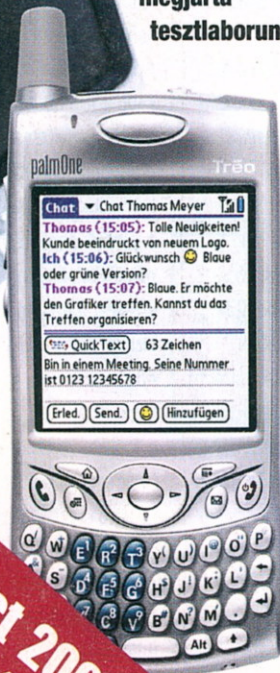 megjárta
tesztlaborun
palmOne
Treo
Chat Chat Thomas Meyer
Thomas (15:05): Tolle Neuigkeiten!
Kunde beeindruckt von neuem Logo.
Ich (15:06): Glückwunsch Blaue
oder grüne Version?
Thomas (15:07): Blaue. Er möchte
den Grafiker treffen. Kannst du das
Treffen organisieren?
QuickText 63 Zeichen
Bin in einem Meeting. Seine Nummer
ist 0123 12345678
Erled. Send. Hinzufügen
Q W E R T Y U I O P
S D F G H J K L
C V B N M
Alt